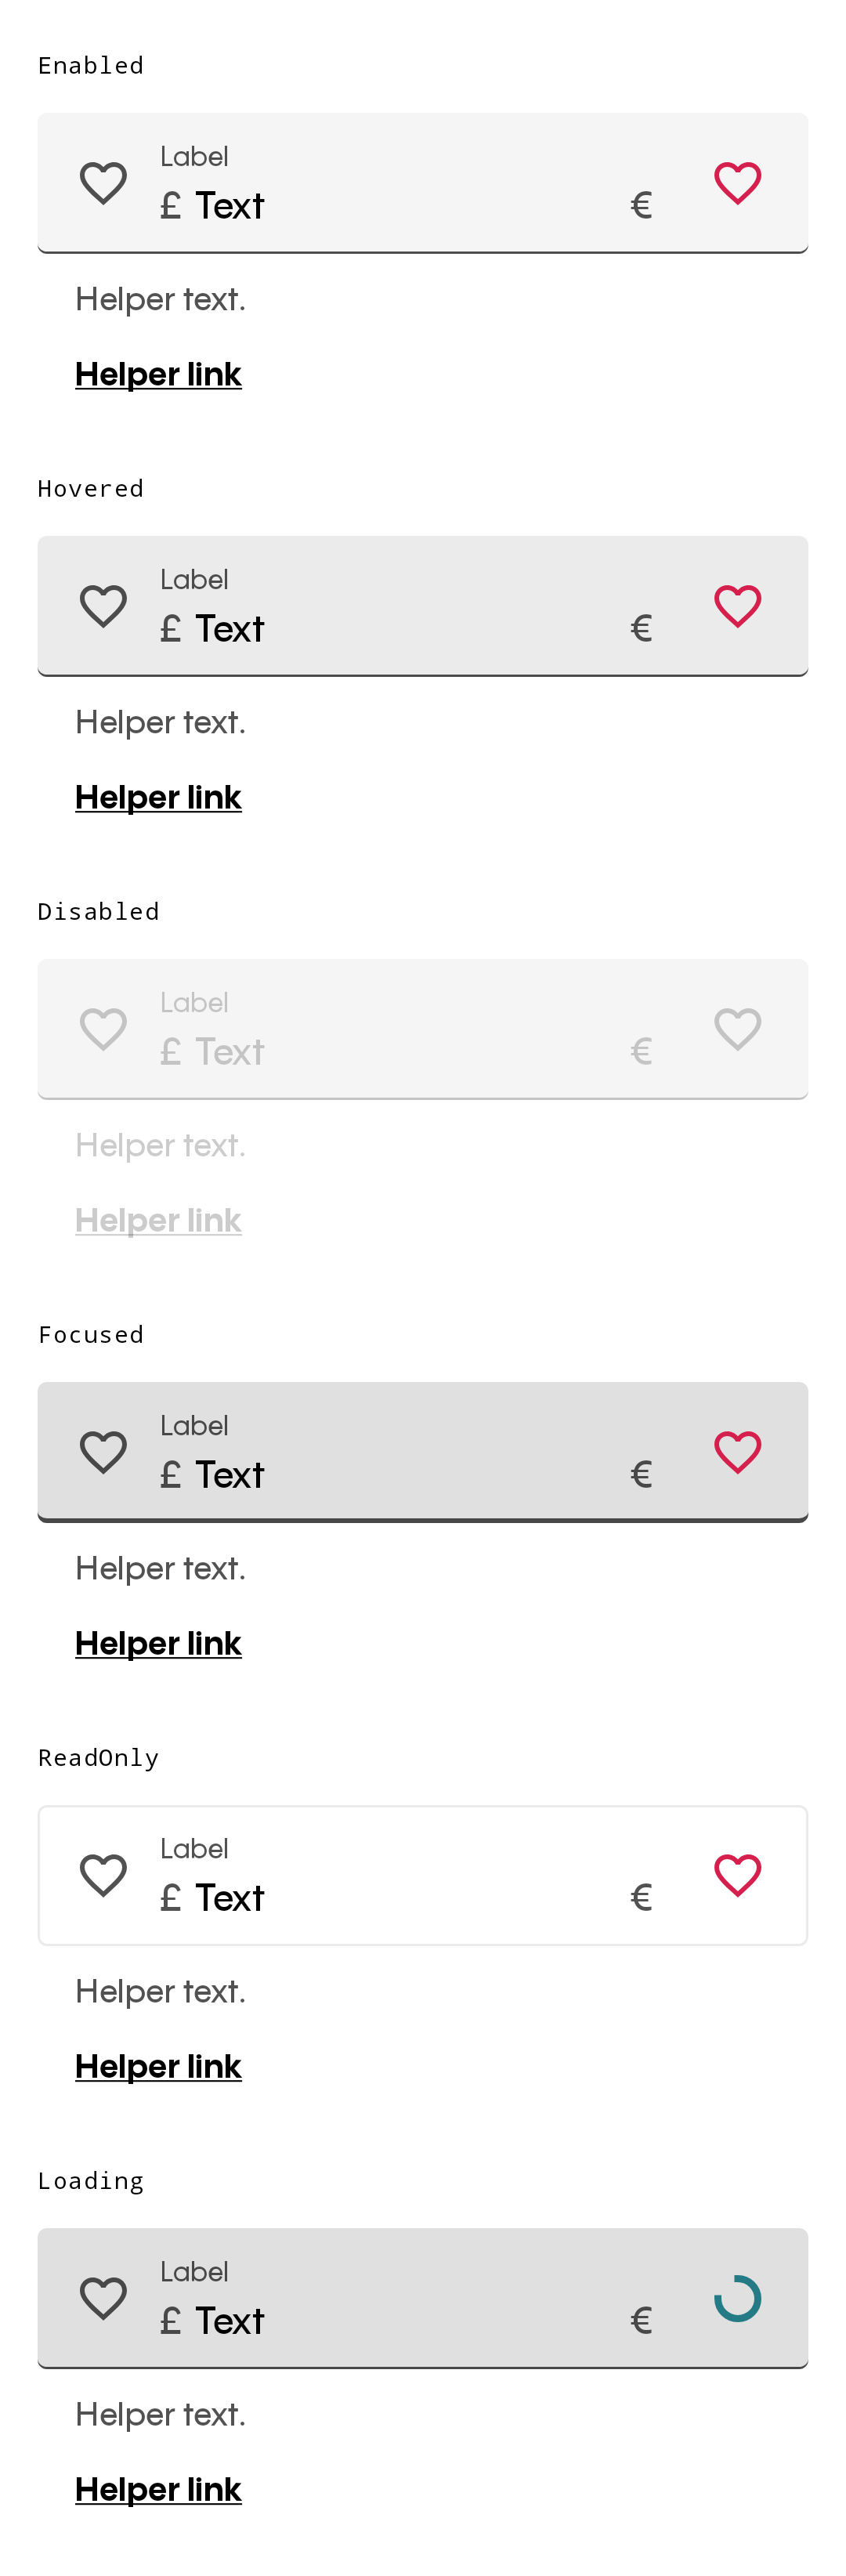 Enabled
Label
£ Text €
Helper text.
Helper link
Hovered
Label
£ Text €
Helper text.
Helper link
Disabled
Label
£ Text €
Helper text.
Helper link
Focused
Label
£ Text €
Helper text.
Helper link
ReadOnly
Label
£ Text €
Helper text.
Helper link
Loading
Label
£ Text €
Helper text.
Helper link